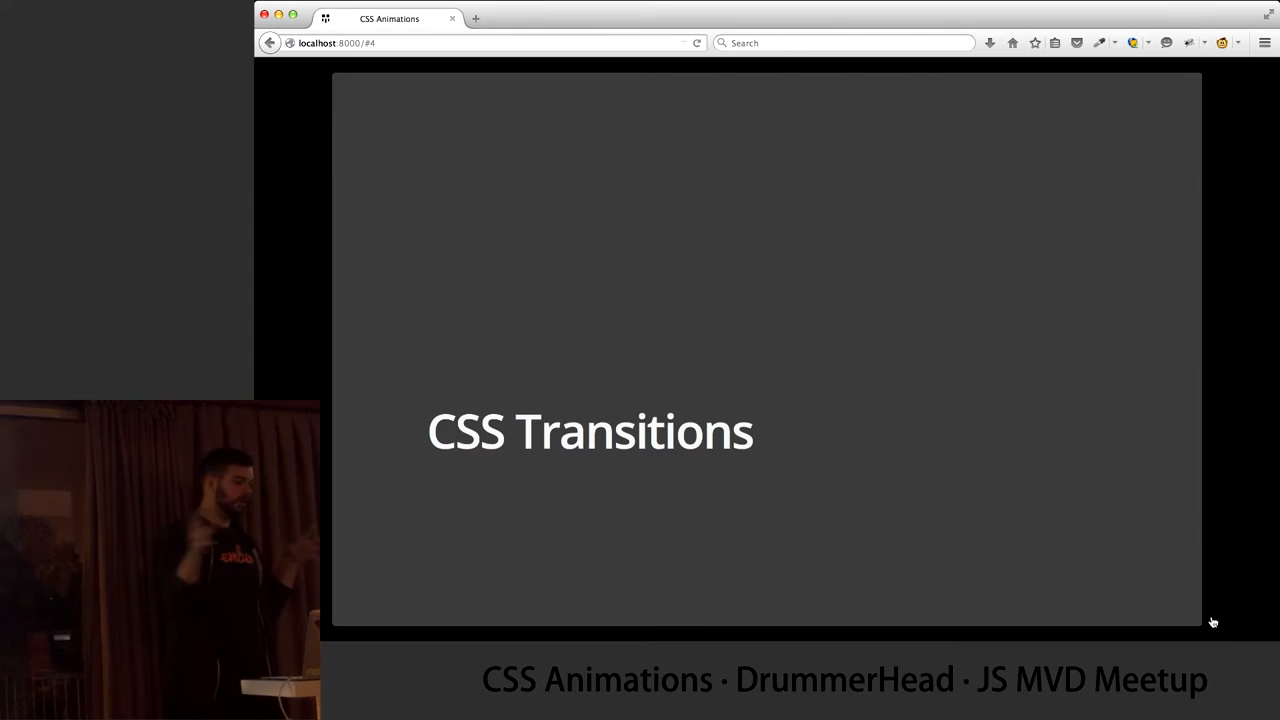 CSS Animations
localhost:8000/#4
Search
CSS Transitions
CSS Animations · DrummerHead · JS MVD Meetup